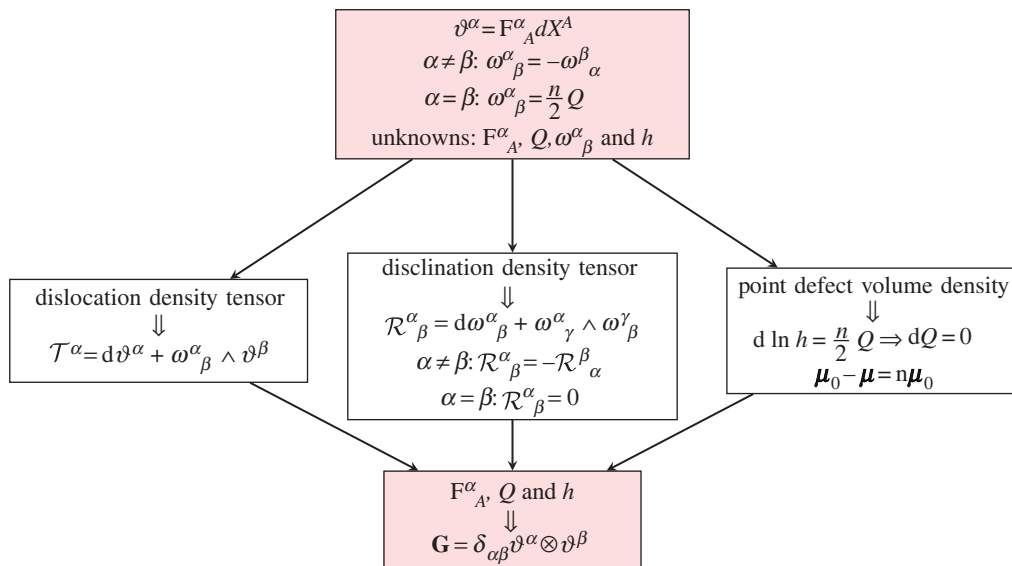 ϑ^α = F^α_A dX^A
α ≠ β: ω^α_β = –ω^β_α
α = β: ω^α_β = n/2 Q
unknowns: F^α_A, Q, ω^α_β and h
dislocation density tensor
⇓
𝒯^α = dϑ^α + ω^α_β ∧ ϑ^β
disclination density tensor
⇓
ℛ^α_β = dω^α_β + ω^α_γ ∧ ω^γ_β
α ≠ β: ℛ^α_β = –ℛ^β_α
α = β: ℛ^α_β = 0
point defect volume density
⇓
d ln h = n/2 Q ⇒ dQ = 0
μ₀ – μ = nμ₀
F^α_A, Q and h
⇓
G = δ_αβ ϑ^α ⊗ ϑ^β